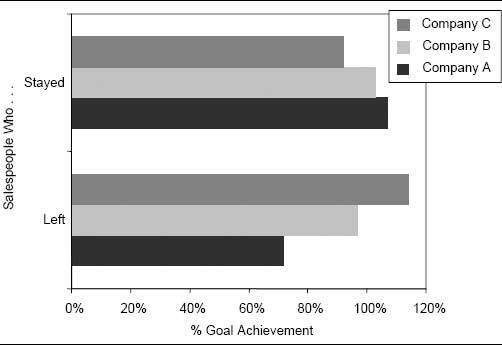 Company C
Company B
Company A
Salespeople Who . . .
Stayed
Left
0% 20% 40% 60% 80% 100% 120%
% Goal Achievement